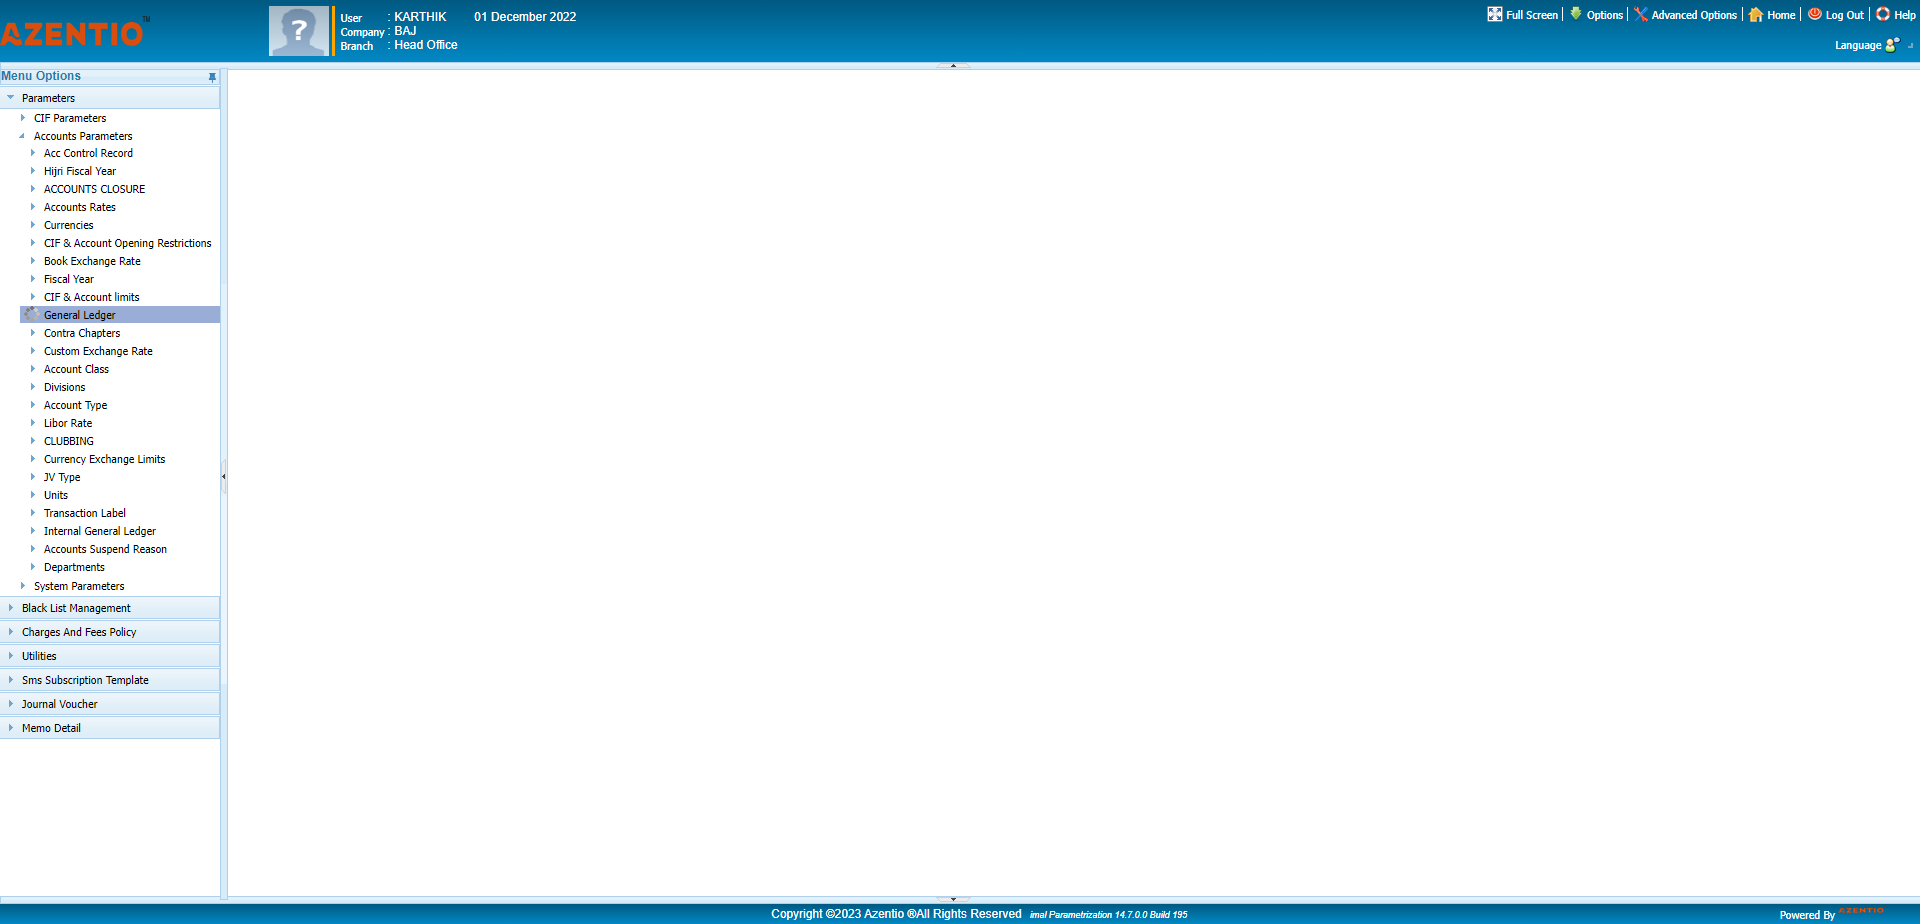 AZENTIO™
User : KARTHIK 01 December 2022
Company : BAJ
Branch : Head Office
Full Screen | Options | Advanced Options | Home | Log Out | Help
Language
Menu Options
Parameters
CIF Parameters
Accounts Parameters
Acc Control Record
Hijri Fiscal Year
ACCOUNTS CLOSURE
Accounts Rates
Currencies
CIF & Account Opening Restrictions
Book Exchange Rate
Fiscal Year
CIF & Account limits
General Ledger
Contra Chapters
Custom Exchange Rate
Account Class
Divisions
Account Type
Libor Rate
CLUBBING
Currency Exchange Limits
JV Type
Units
Transaction Label
Internal General Ledger
Accounts Suspend Reason
Departments
System Parameters
Black List Management
Charges And Fees Policy
Utilities
Sms Subscription Template
Journal Voucher
Memo Detail
Copyright ©2023 Azentio ®All Rights Reserved imal Parametrization 14.7.0.0 Build 195
Powered By AZENTIO